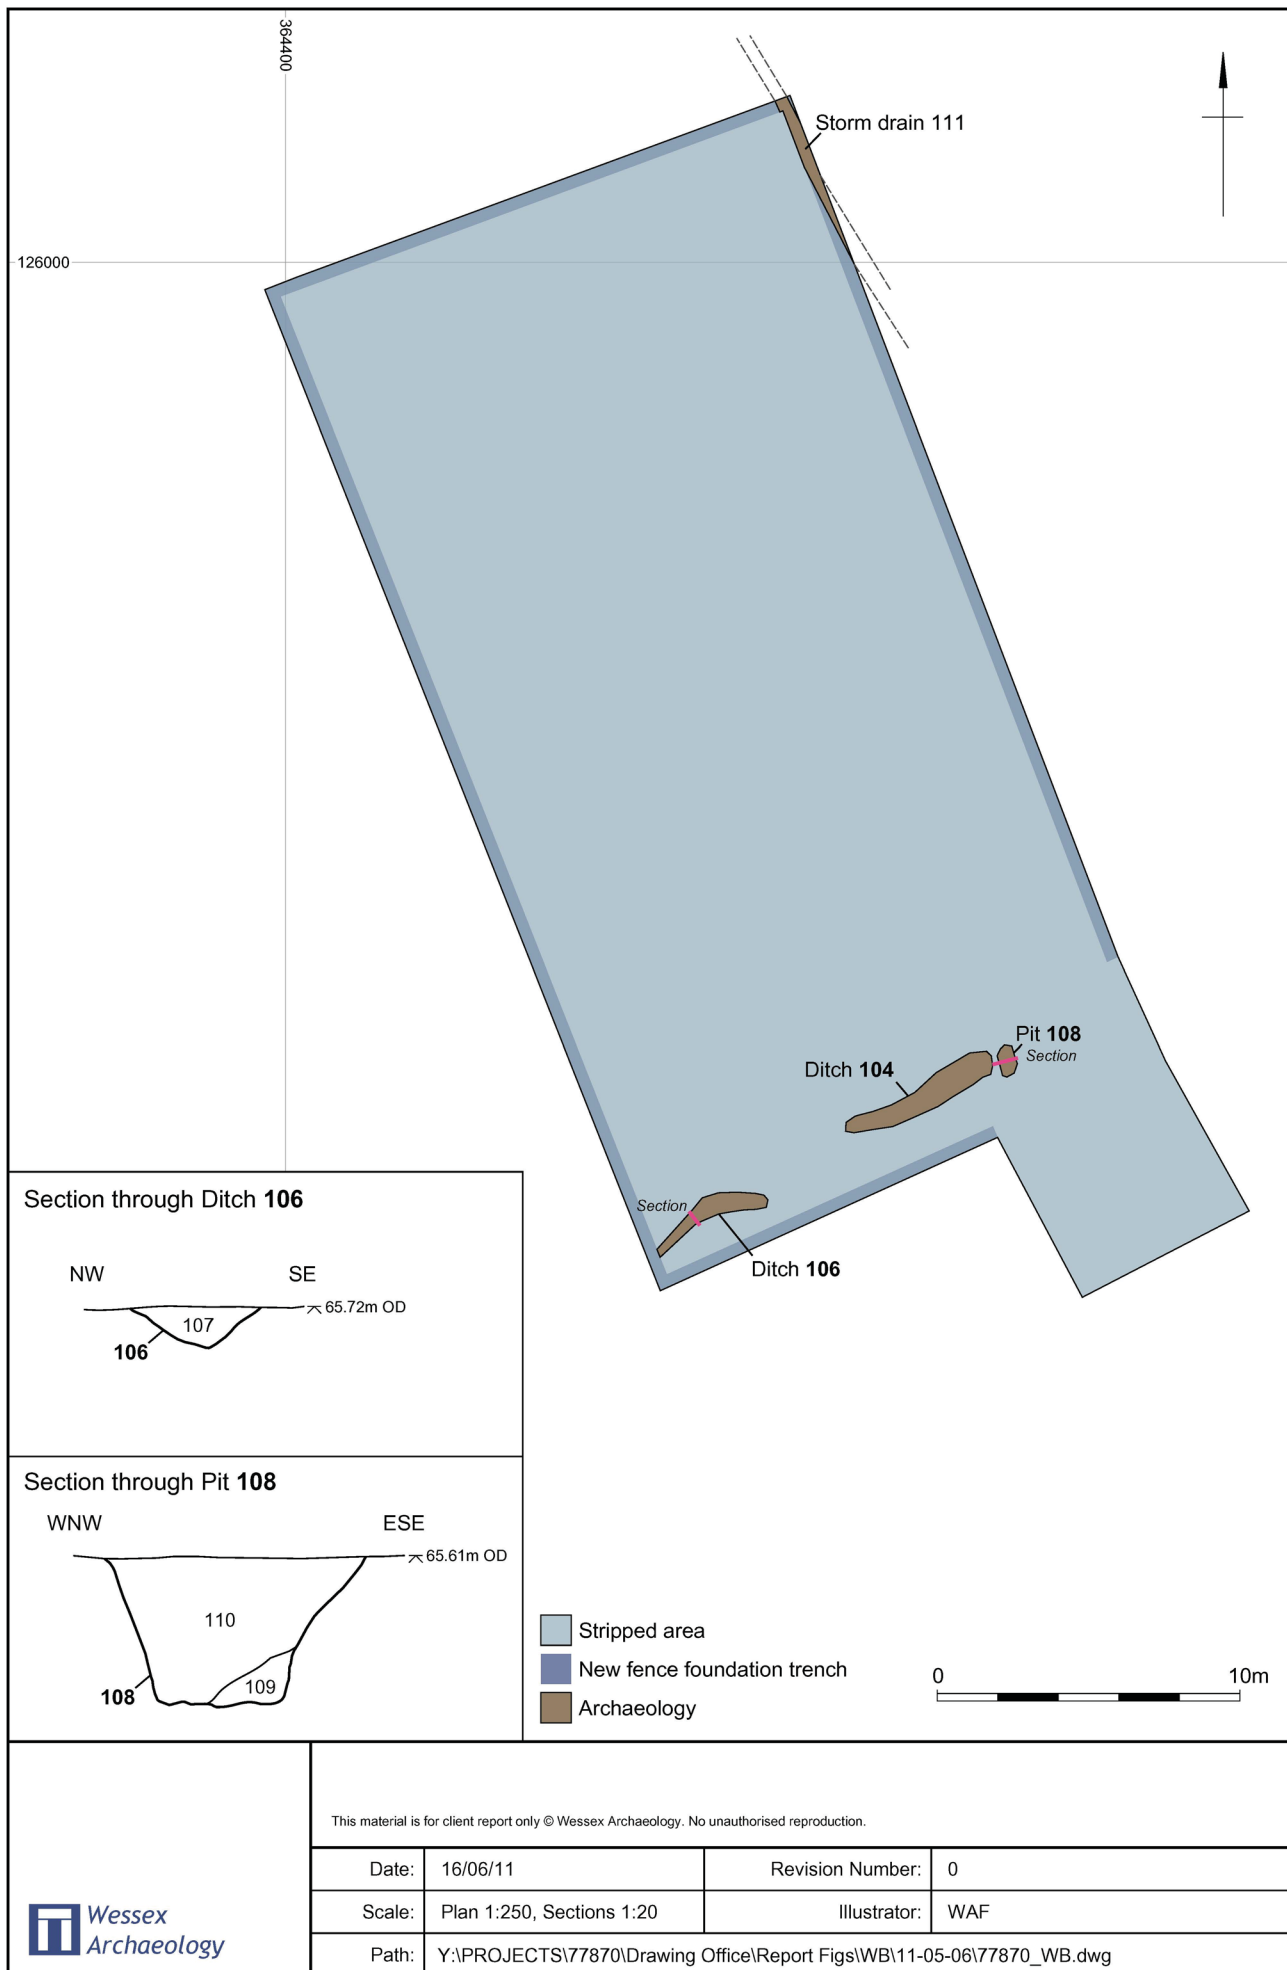 364400
Storm drain 111
126000
Pit 108
Section
Ditch 104
Section
Ditch 106
Section through Ditch 106
NW
SE
65.72m OD
107
106
Section through Pit 108
WNW
ESE
65.61m OD
110
109
108
Stripped area
New fence foundation trench
Archaeology
0
10m
This material is for client report only © Wessex Archaeology. No unauthorised reproduction.
Date:
16/06/11
Revision Number:
0
Scale:
Plan 1:250, Sections 1:20
Illustrator:
WAF
Path:
Y:\PROJECTS\77870\Drawing Office\Report Figs\WB\11-05-06\77870_WB.dwg
Wessex
Archaeology